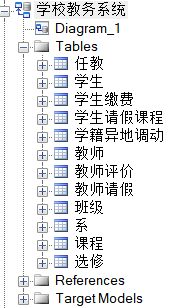 学校教务系统
Diagram_1
Tables
任教
学生
学生缴费
学生请假课程
学籍异地调动
教师
教师评价
教师请假
班级
系
课程
选修
References
Target Models